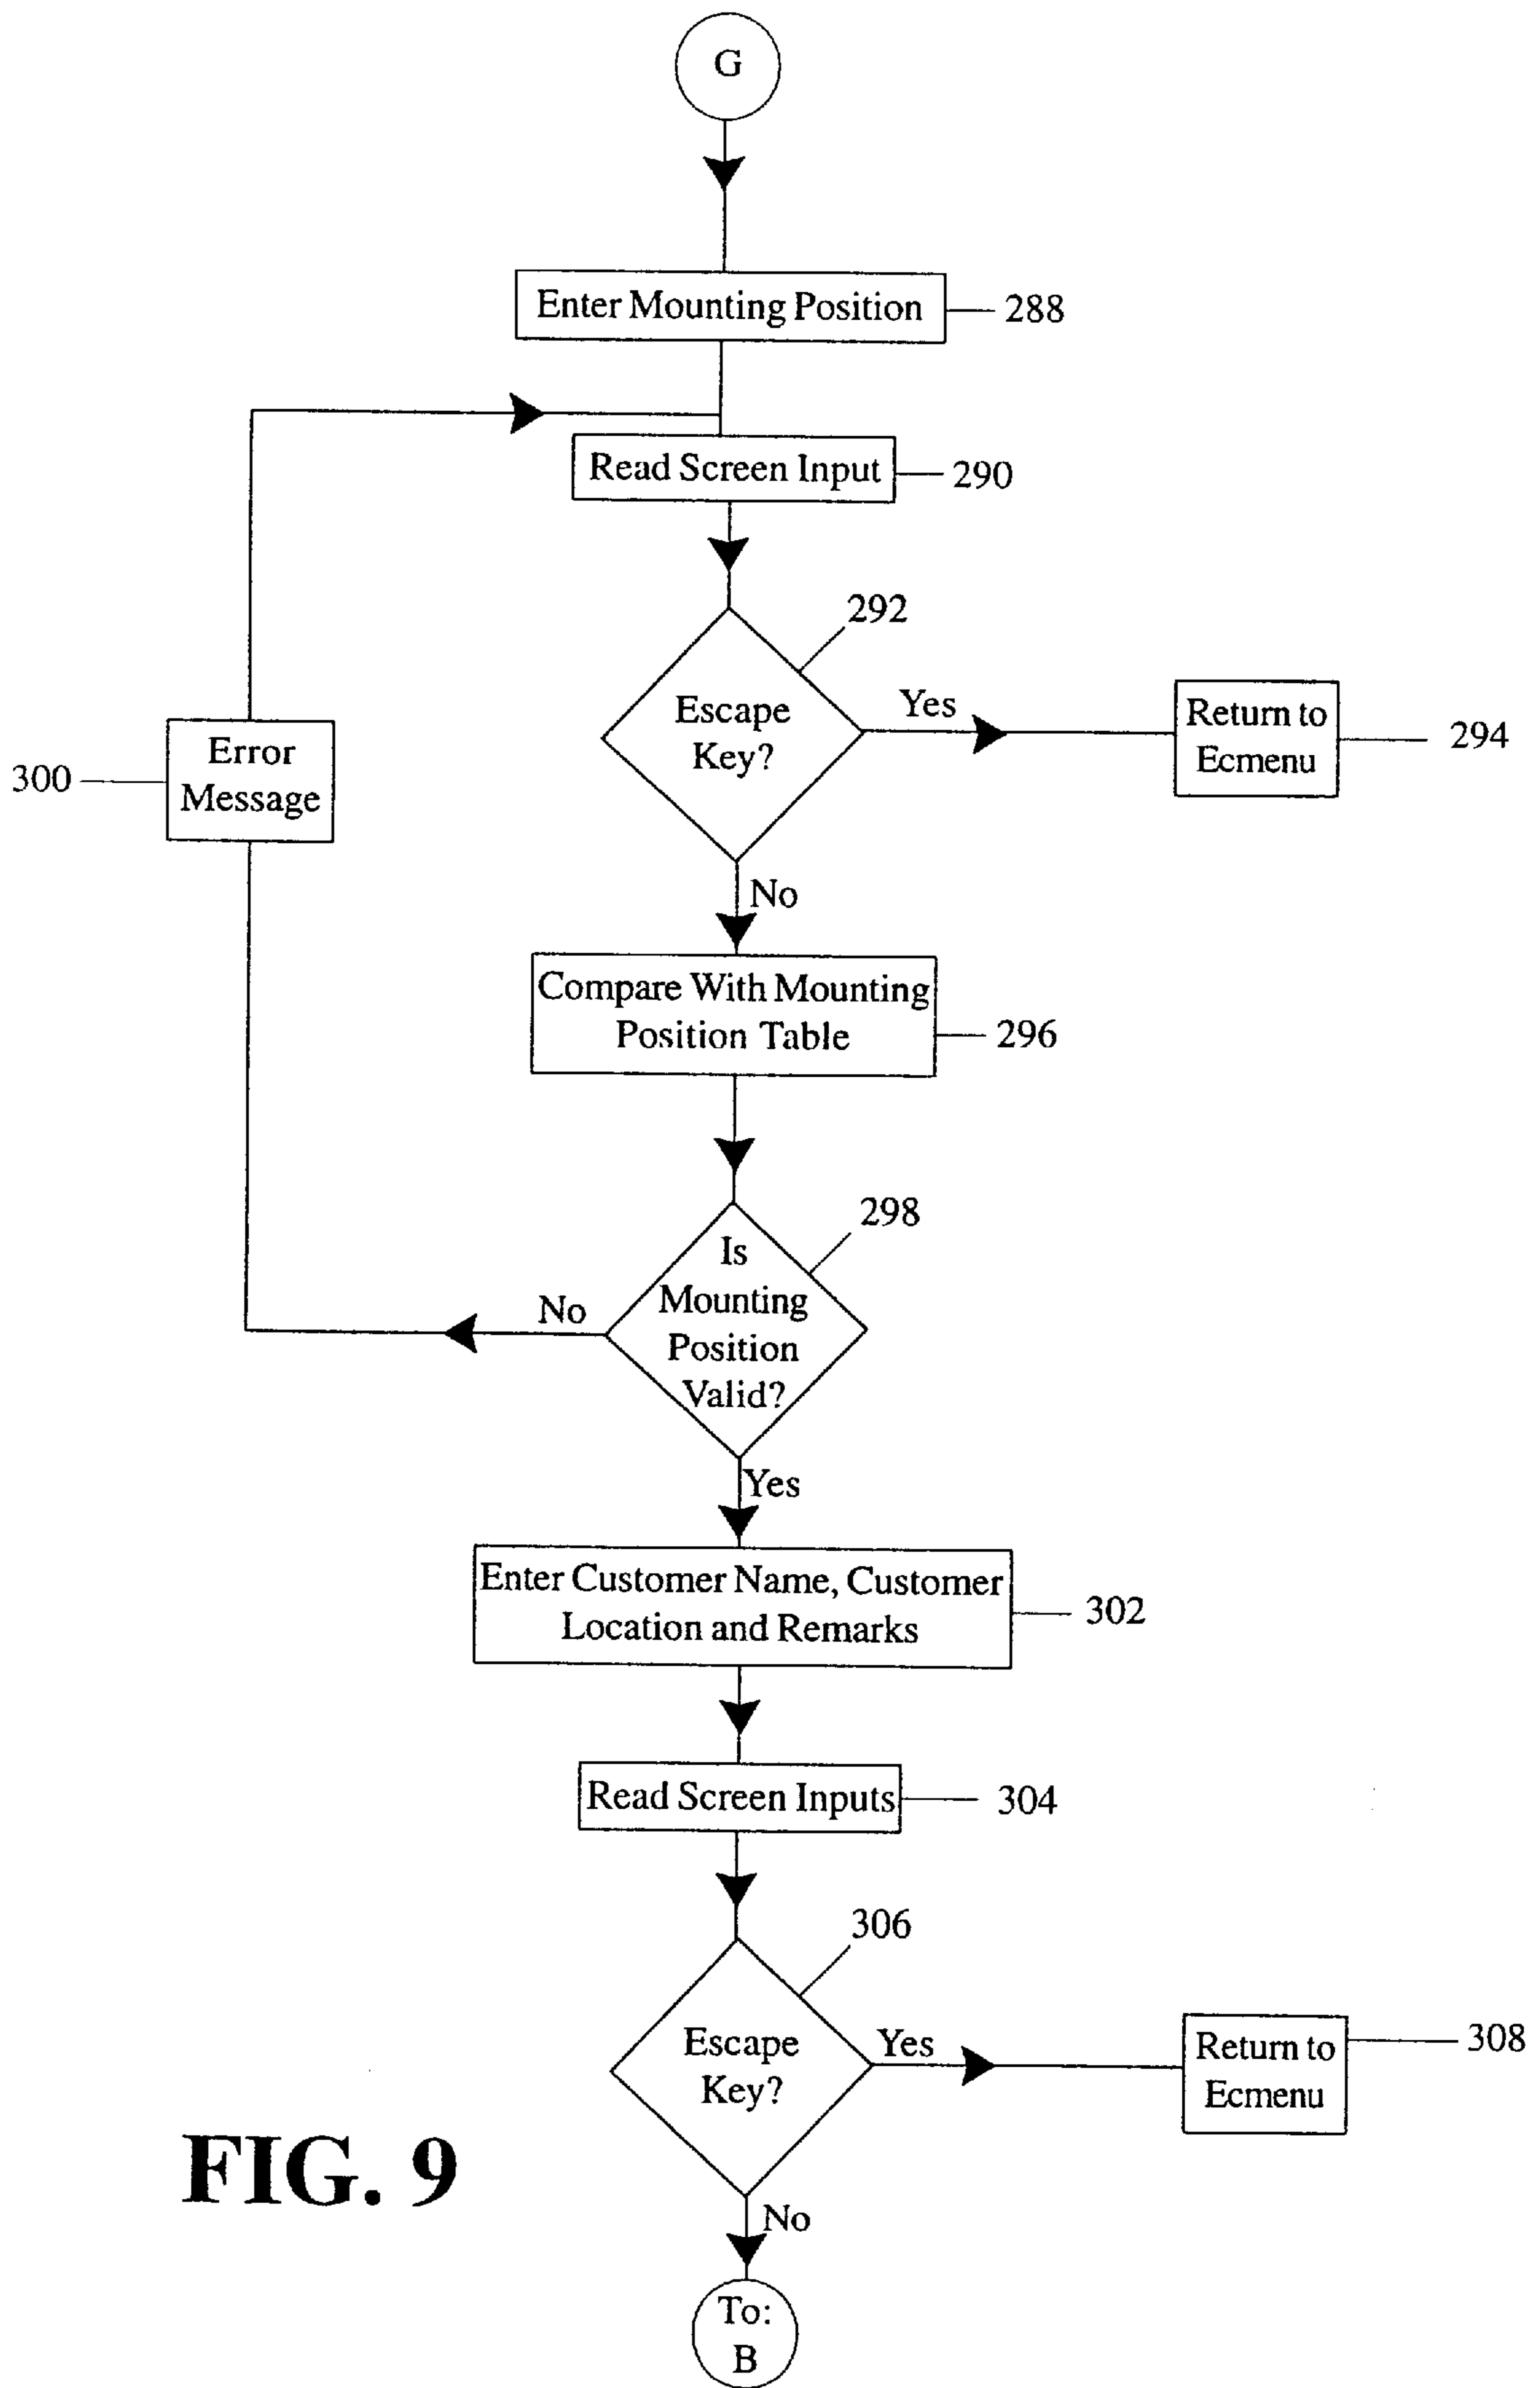 G
Enter Mounting Position
288
Read Screen Input
290
292
Escape
Key?
Yes
Return to
Ecmenu
294
Error
Message
300
No
Compare With Mounting
Position Table
296
298
Is
Mounting
Position
Valid?
No
Yes
Enter Customer Name, Customer
Location and Remarks
302
Read Screen Inputs
304
306
Escape
Key?
Yes
Return to
Ecmenu
308
FIG. 9
No
To:
B